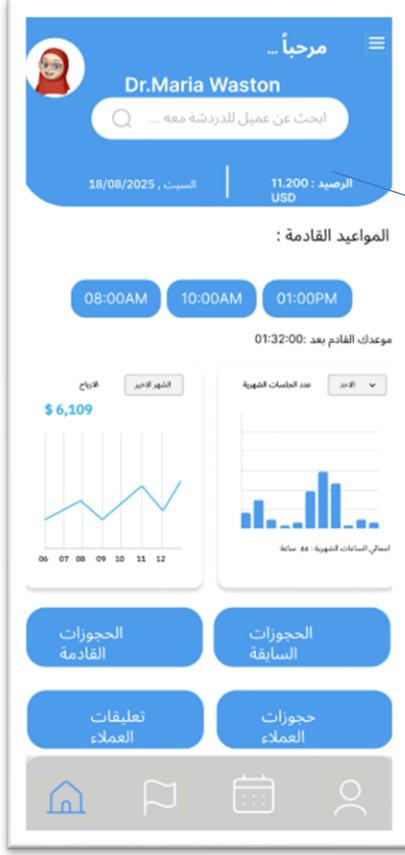 مرحباً ...
Dr.Maria Waston
ابحث عن عميل للدردشة معه ...
الرصيد : 11.200 USD
السبت , 18/08/2025
المواعيد القادمة :
08:00AM
10:00AM
01:00PM
موعدك القادم بعد :01:32:00
الاحد
عدد الجلسات الشهرية
اجمالي الساعات الشهرية : 44 ساعة
الشهر الاخير
الارباح
$ 6,109
06 07 08 09 10 11 12
الحجوزات السابقة
الحجوزات القادمة
حجوزات العملاء
تعليقات العملاء